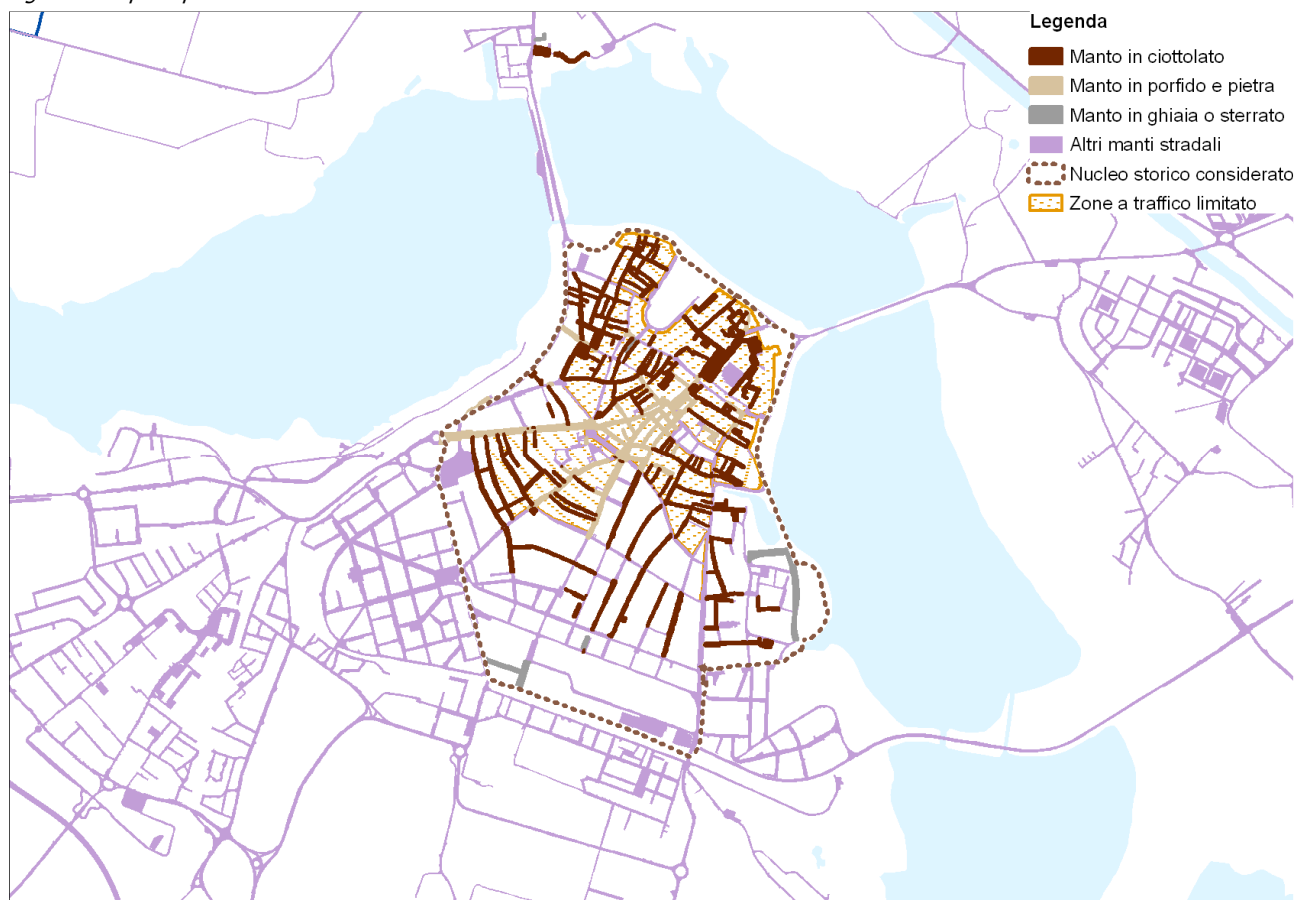 Legenda
Manto in ciottolato
Manto in porfido e pietra
Manto in ghiaia o sterrato
Altri manti stradali
Nucleo storico considerato
Zone a traffico limitato